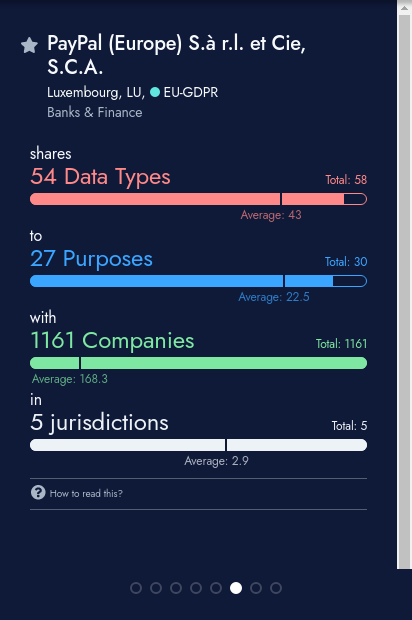 PayPal (Europe) S.à r.l. et Cie,
S.C.A.
Luxembourg, LU, EU-GDPR
Banks & Finance
shares
54 Data Types Total: 58
Average: 43
to
27 Purposes Total: 30
Average: 22.5
with
1161 Companies Total: 1161
Average: 168.3
in
5 jurisdictions Total: 5
Average: 2.9
? How to read this?